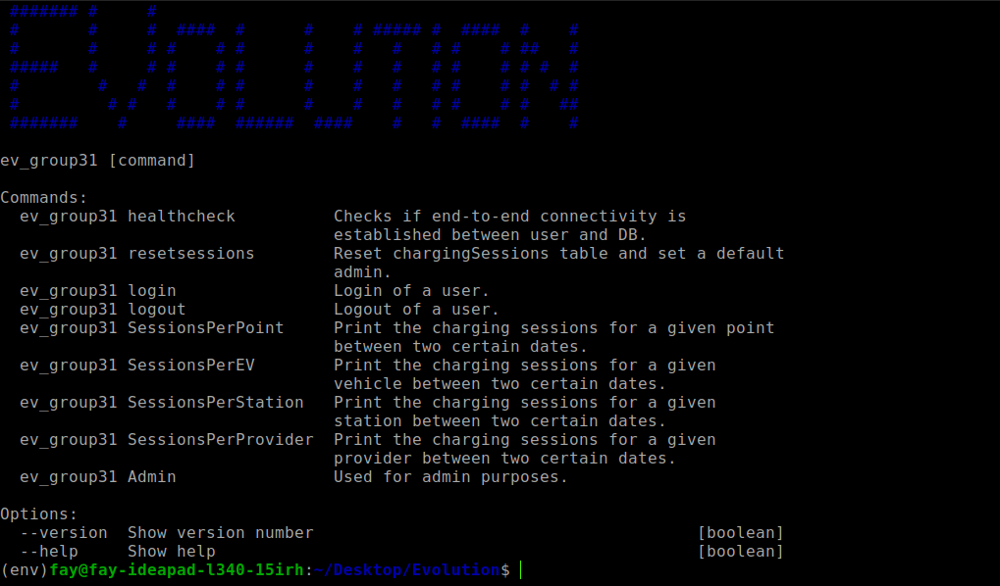 EVOLUTION
ev_group31 [command]
Commands:
ev_group31 healthcheck Checks if end-to-end connectivity is
established between user and DB.
ev_group31 resetsessions Reset chargingSessions table and set a default
admin.
ev_group31 login Login of a user.
ev_group31 logout Logout of a user.
ev_group31 SessionsPerPoint Print the charging sessions for a given point
between two certain dates.
ev_group31 SessionsPerEV Print the charging sessions for a given
vehicle between two certain dates.
ev_group31 SessionsPerStation Print the charging sessions for a given
station between two certain dates.
ev_group31 SessionsPerProvider Print the charging sessions for a given
provider between two certain dates.
ev_group31 Admin Used for admin purposes.
Options:
--version Show version number [boolean]
--help Show help [boolean]
(env)fay@fay-ideapad-l340-15irh:~/Desktop/Evolution$